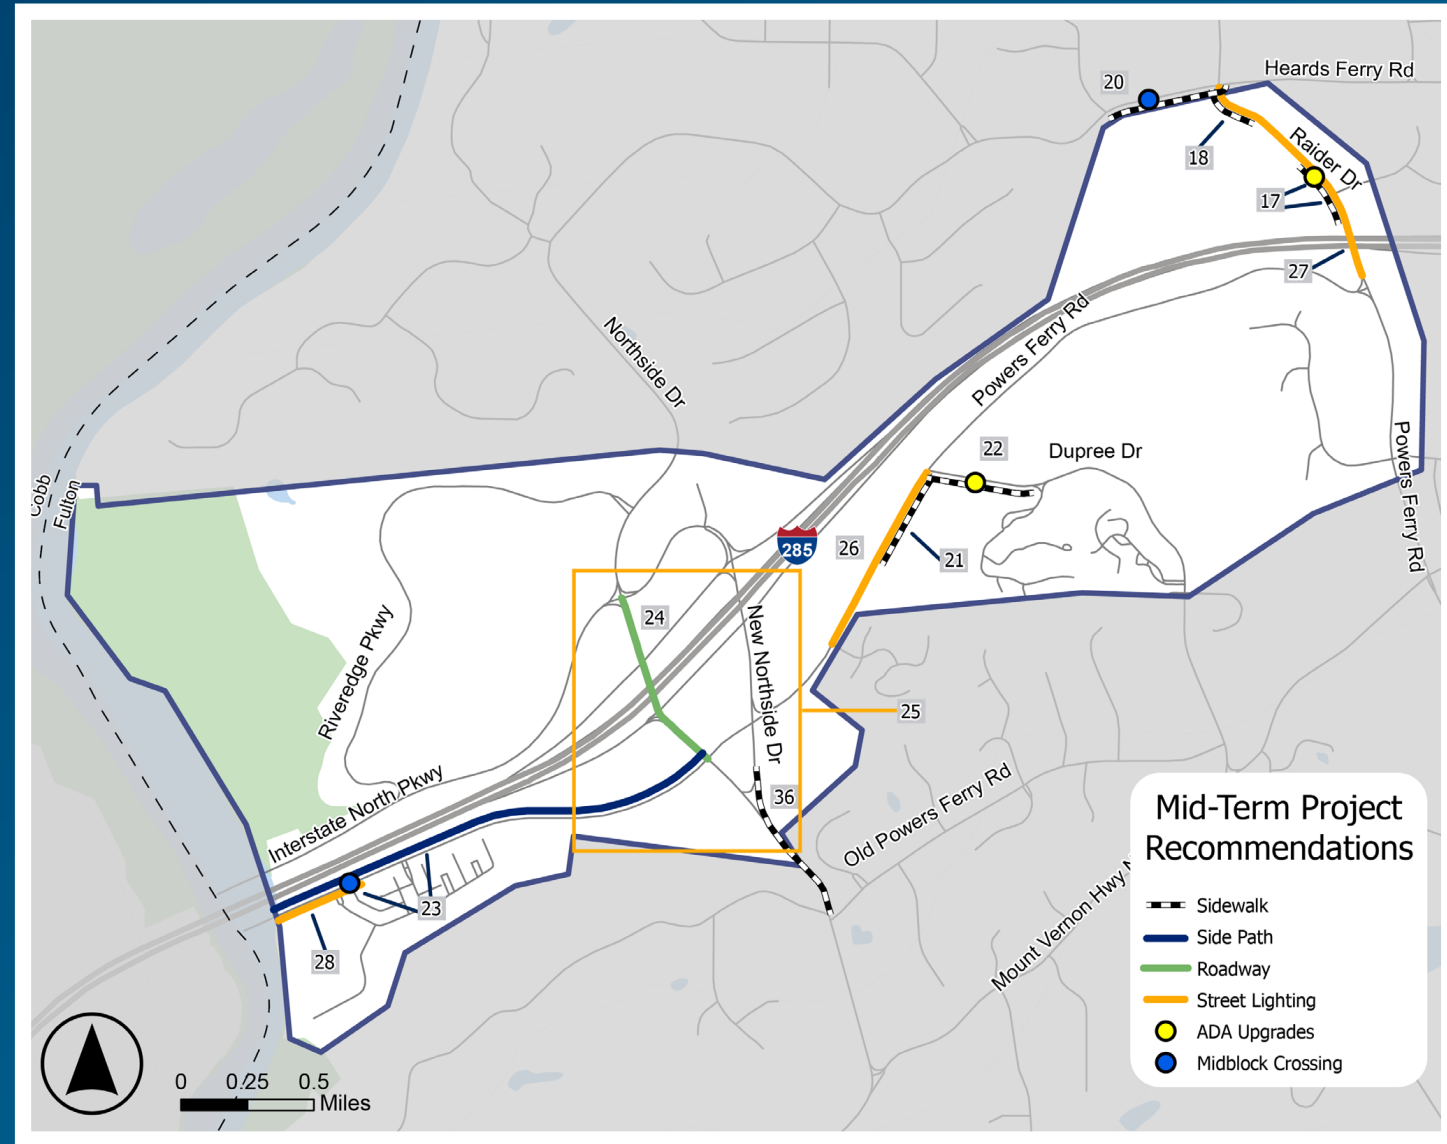 Heards Ferry Rd
20
18
Raider Dr
17
27
Northside Dr
Powers Ferry Rd
22
Dupree Dr
Powers Ferry Rd
Cobb
Fulton
285
26
21
24
New Northside Dr
Riveredge Pkwy
25
Interstate North Pkwy
36
Old Powers Ferry Rd
23
28
Mount Vernon Hwy
Mid-Term Project
Recommendations
Sidewalk
Side Path
Roadway
Street Lighting
ADA Upgrades
Midblock Crossing
0 0.25 0.5
Miles